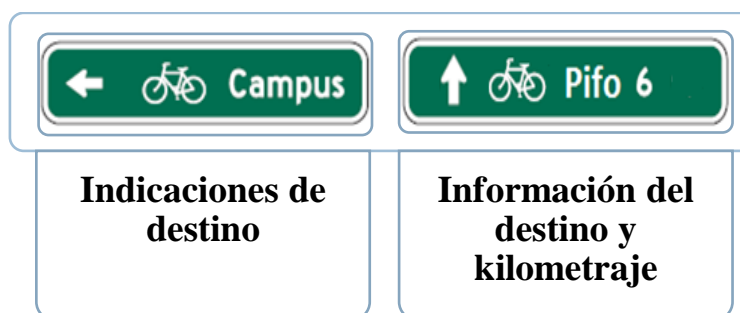 Campus
Pifo 6
Indicaciones de
destino
Información del
destino y
kilometraje